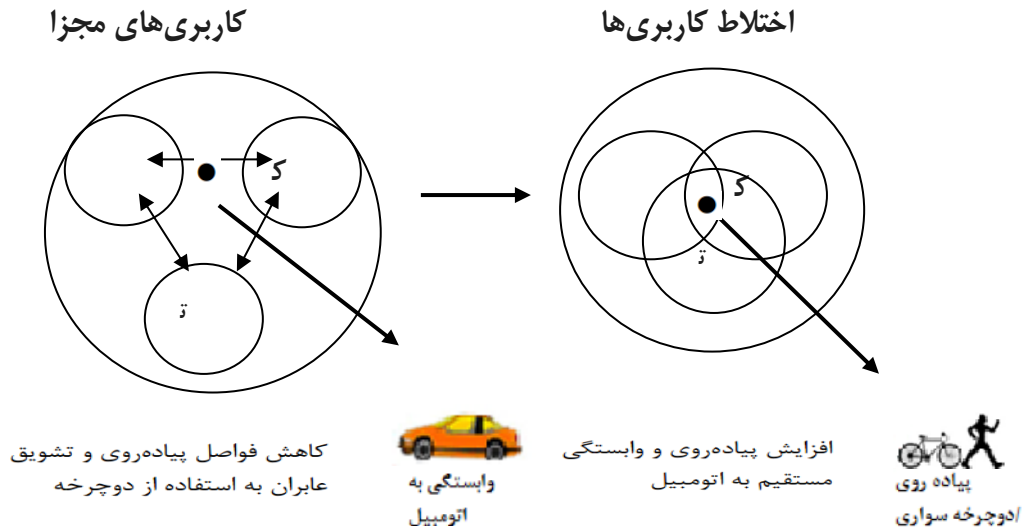 اختلاط کاربری‌ها
کاربری‌های مجزا
ک
ت
ک
ت
افزایش پیاده‌روی و وابستگی
مستقیم به اتومبیل
پیاده روی
/دوچرخه سواری
کاهش فواصل پیاده‌روی و تشویق
عابران به استفاده از دوچرخه
وابستگی به
اتومبیل